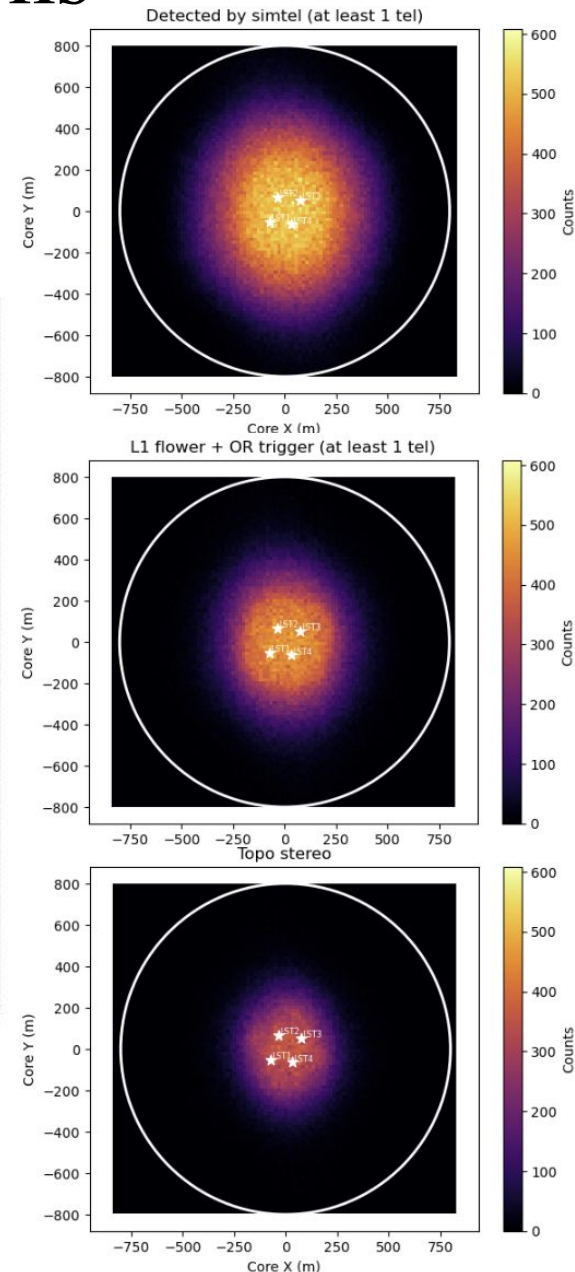 Detected by simtel (at least 1 tel)
800
600
400
200
0
−200
−400
−600
−800
Core Y (m)
LST2
LST3
LST1
LST4
−750 −500 −250 0 250 500 750
Core X (m)
600
500
400
300
200
100
0
Counts
L1 flower + OR trigger (at least 1 tel)
800
600
400
200
0
−200
−400
−600
−800
Core Y (m)
LST2
LST3
LST1
LST4
−750 −500 −250 0 250 500 750
600
500
400
300
200
100
0
Counts
Topo stereo
800
600
400
200
0
−200
−400
−600
−800
Core Y (m)
LST2
LST3
LST1
LST4
−750 −500 −250 0 250 500 750
Core X (m)
600
500
400
300
200
100
0
Counts